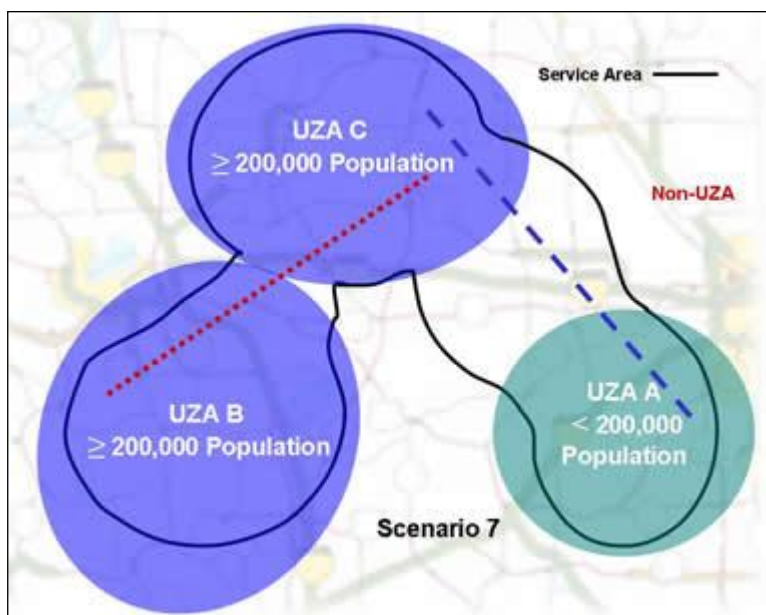 Service Area
UZA C
≥ 200,000 Population
Non-UZA
UZA A
< 200,000
Population
UZA B
≥ 200,000 Population
Scenario 7